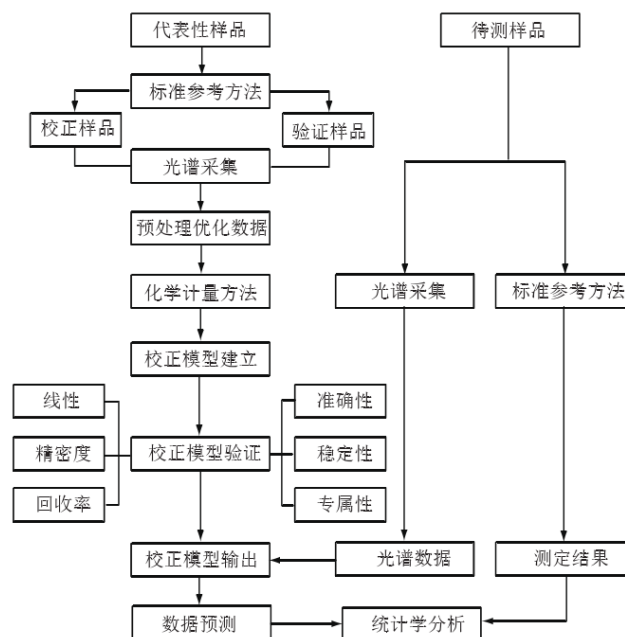 代表性样品
待测样品
标准参考方法
校正样品
验证样品
光谱采集
预处理优化数据
化学计量方法
光谱采集
标准参考方法
校正模型建立
线性
准确性
精密度
校正模型验证
稳定性
回收率
专属性
校正模型输出
光谱数据
测定结果
数据预测
统计学分析